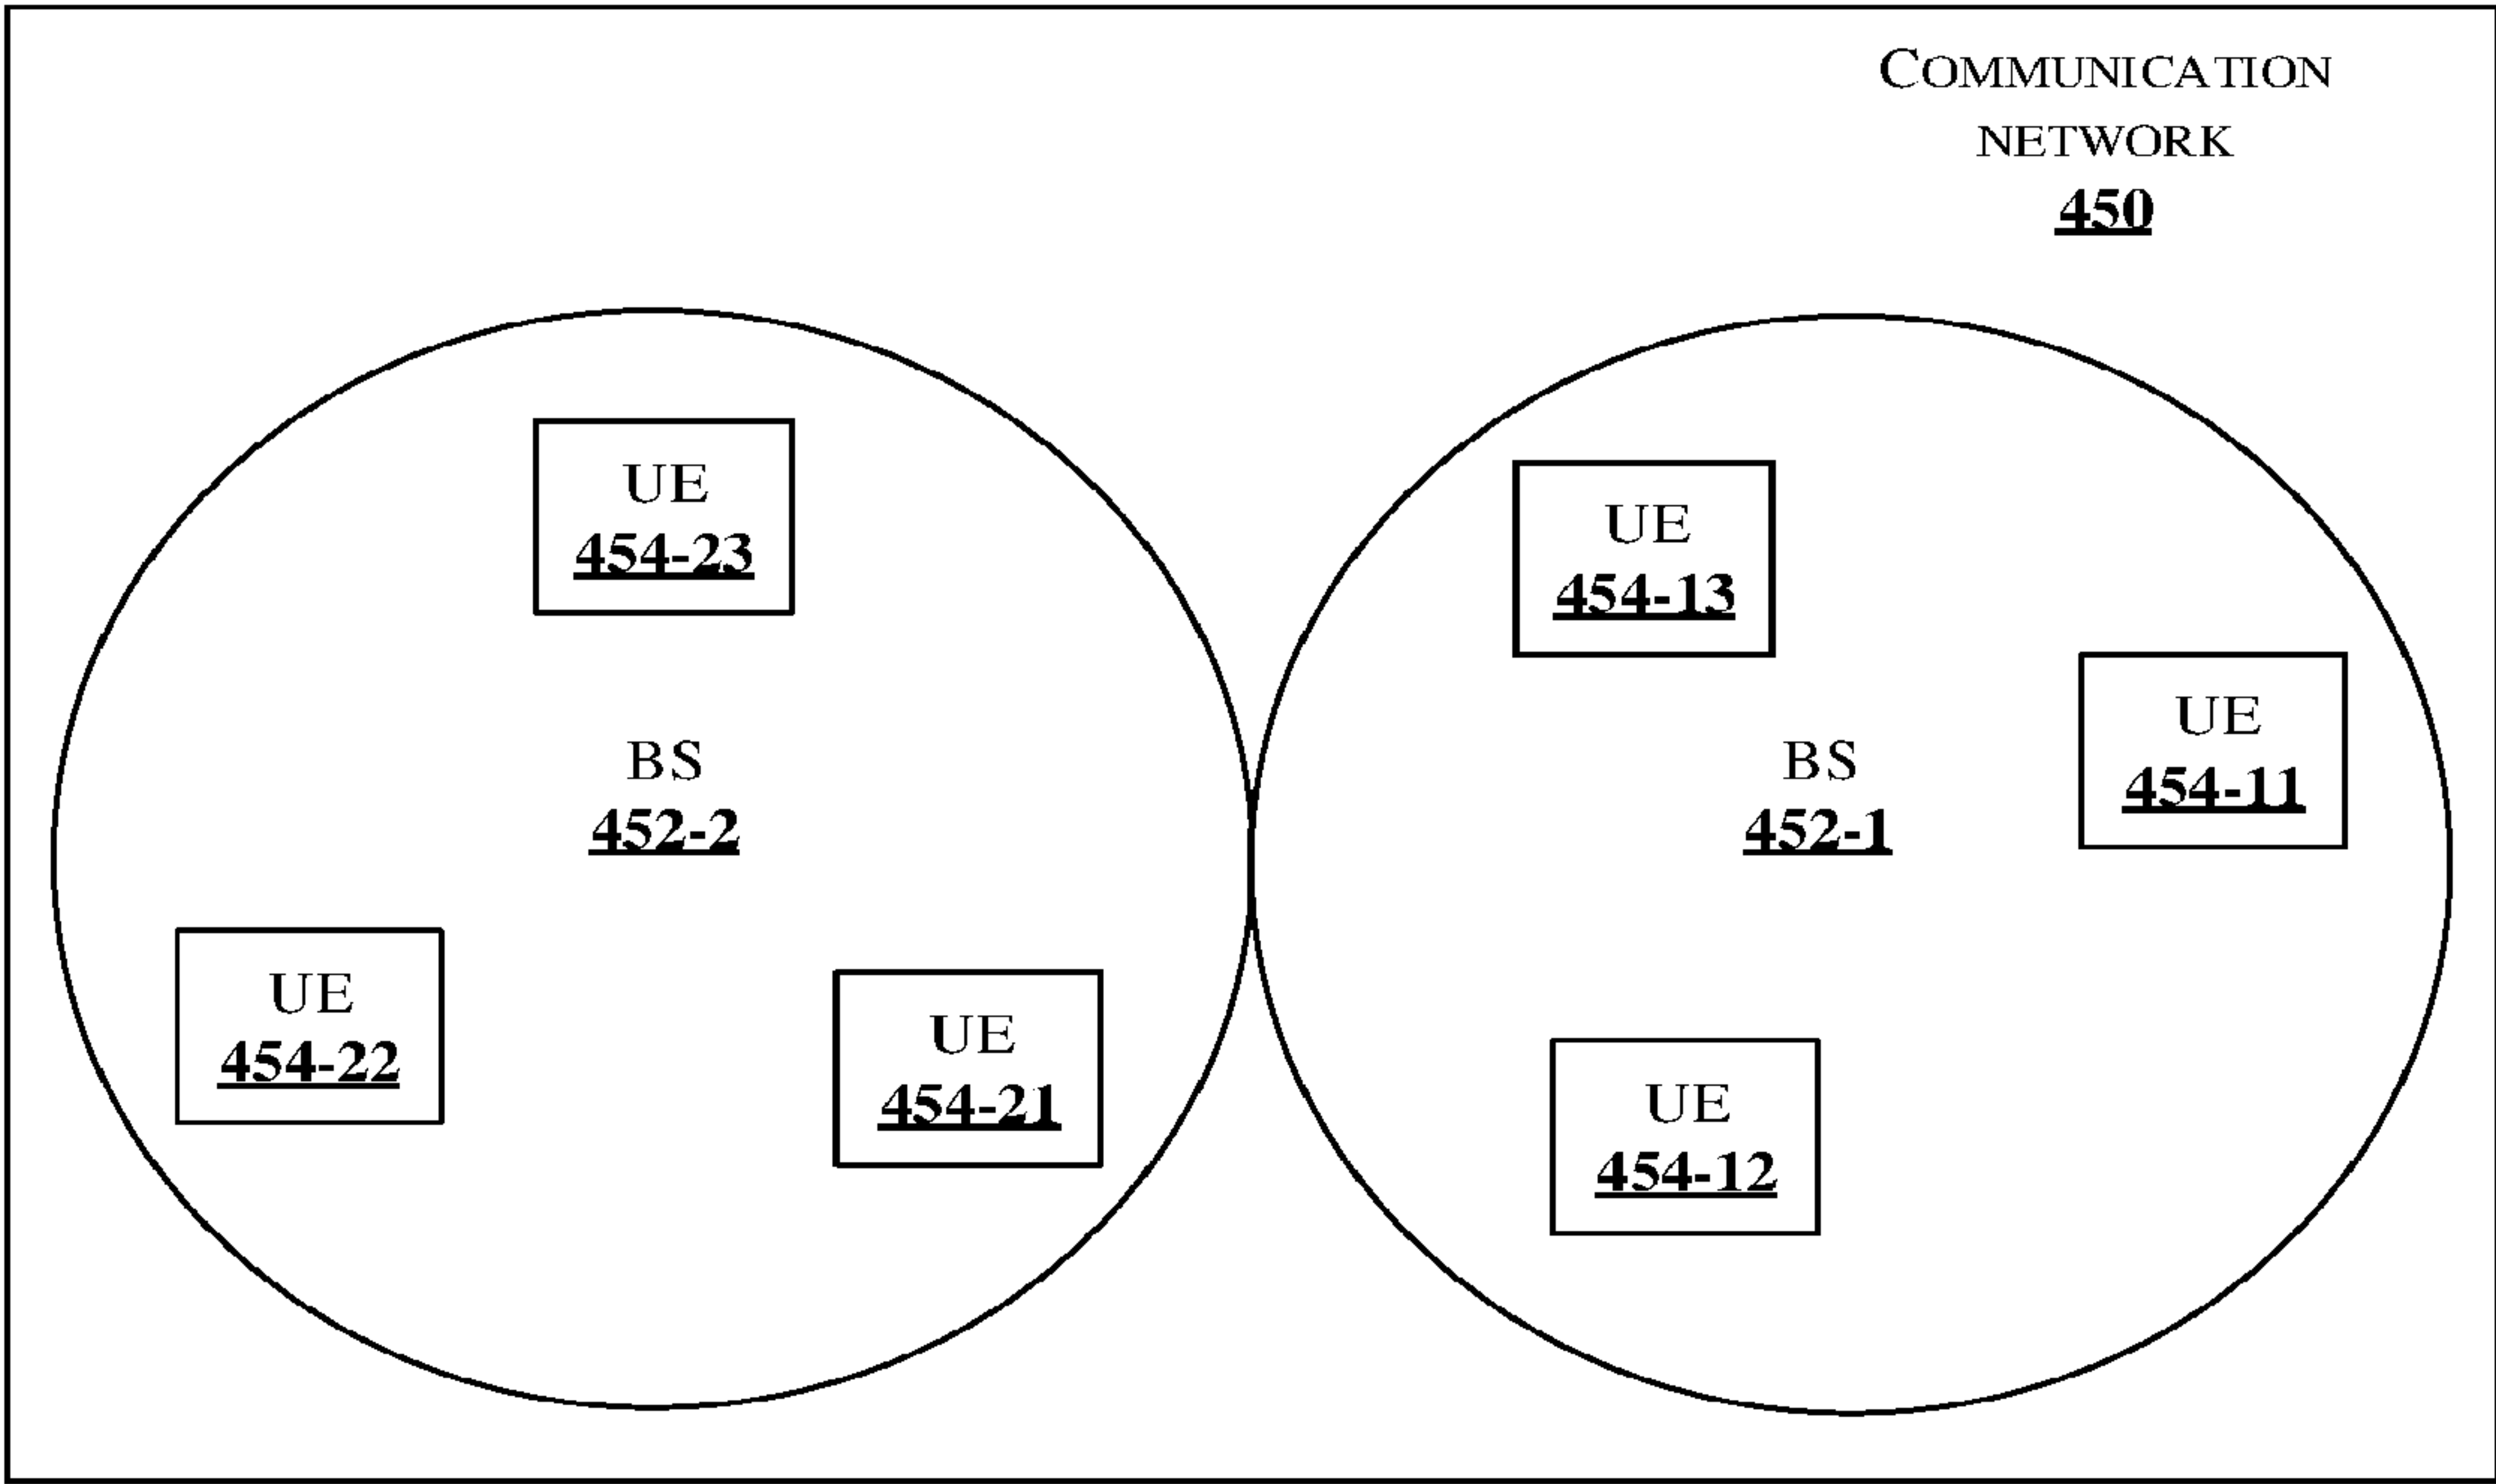 COMMUNICATION
NETWORK
450
UE
454-23
UE
454-13
UE
454-11
BS
452-2
BS
452-1
UE
454-22
UE
454-21
UE
454-12